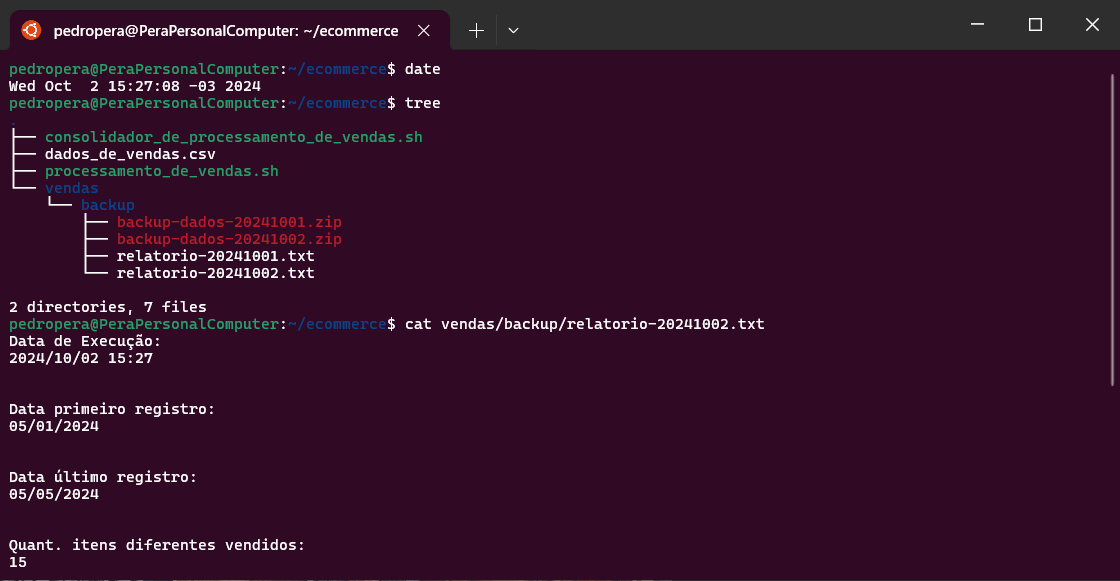 pedropera@PeraPersonalComputer: ~/ecommerce
pedropera@PeraPersonalComputer:~/ecommerce$ date
Wed Oct  2 15:27:08 -03 2024
pedropera@PeraPersonalComputer:~/ecommerce$ tree
.
├── consolidador_de_processamento_de_vendas.sh
├── dados_de_vendas.csv
├── processamento_de_vendas.sh
└── vendas
    └── backup
        ├── backup-dados-20241001.zip
        ├── backup-dados-20241002.zip
        ├── relatorio-20241001.txt
        └── relatorio-20241002.txt
2 directories, 7 files
pedropera@PeraPersonalComputer:~/ecommerce$ cat vendas/backup/relatorio-20241002.txt
Data de Execução:
2024/10/02 15:27
Data primeiro registro:
05/01/2024
Data último registro:
05/05/2024
Quant. itens diferentes vendidos:
15